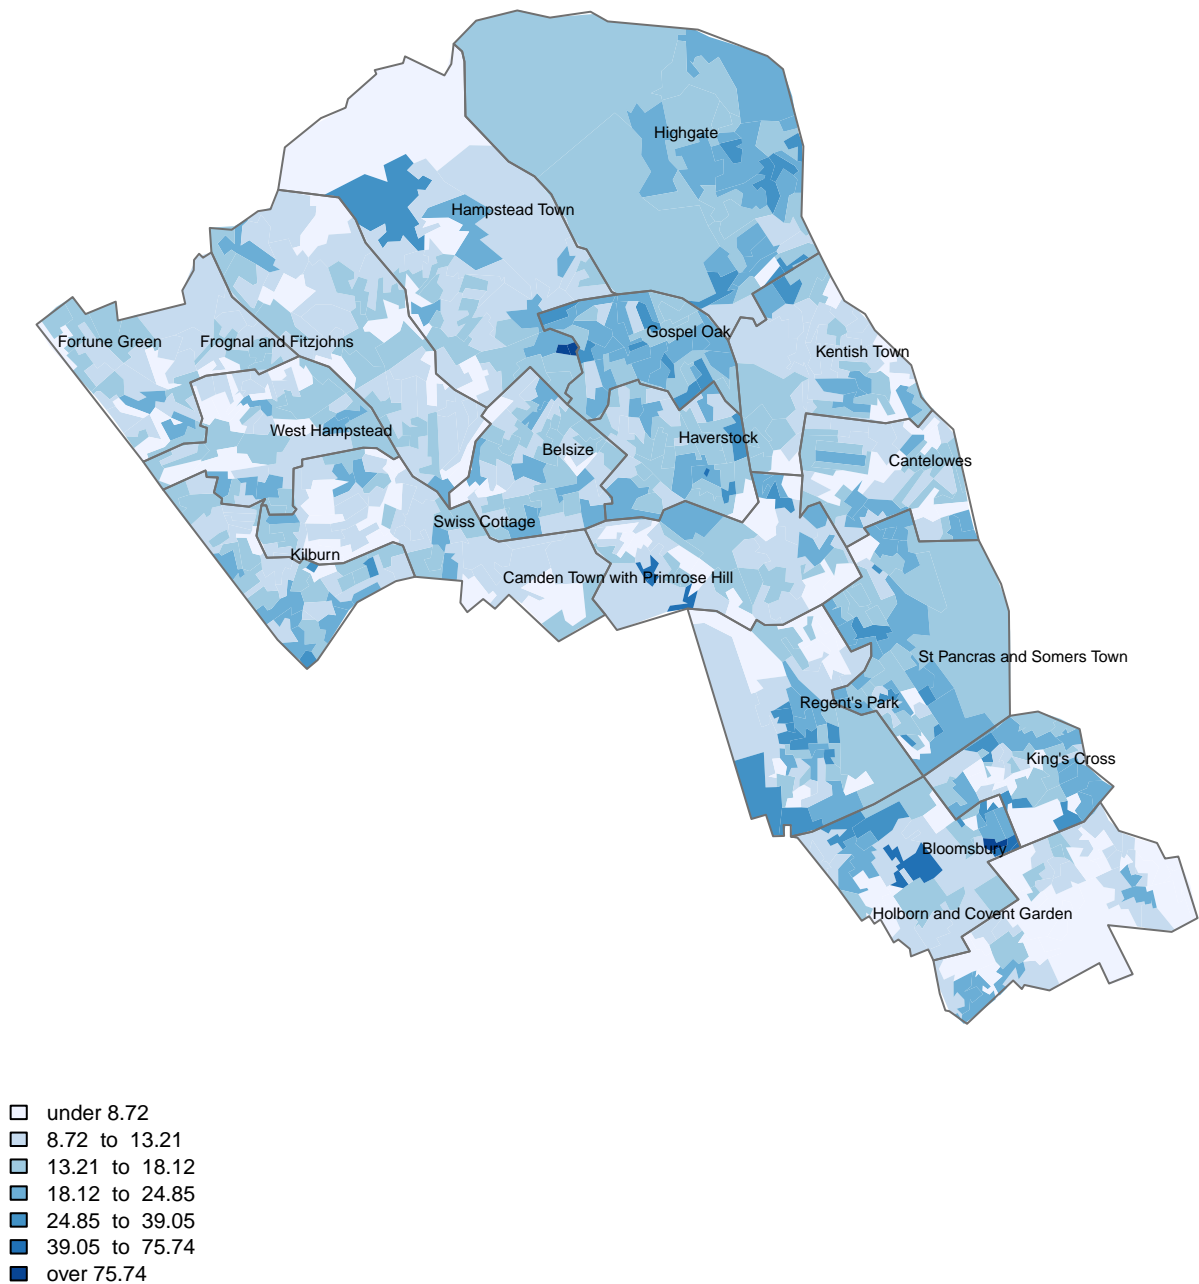 Highgate
Hampstead Town
Gospel Oak
Fortune Green
Frognal and Fitzjohns
Kentish Town
West Hampstead
Haverstock
Belsize
Cantelowes
Swiss Cottage
Kilburn
Camden Town with Primrose Hill
St Pancras and Somers Town
Regent's Park
King's Cross
Bloomsbury
Holborn and Covent Garden
under 8.72
8.72 to 13.21
13.21 to 18.12
18.12 to 24.85
24.85 to 39.05
39.05 to 75.74
over 75.74